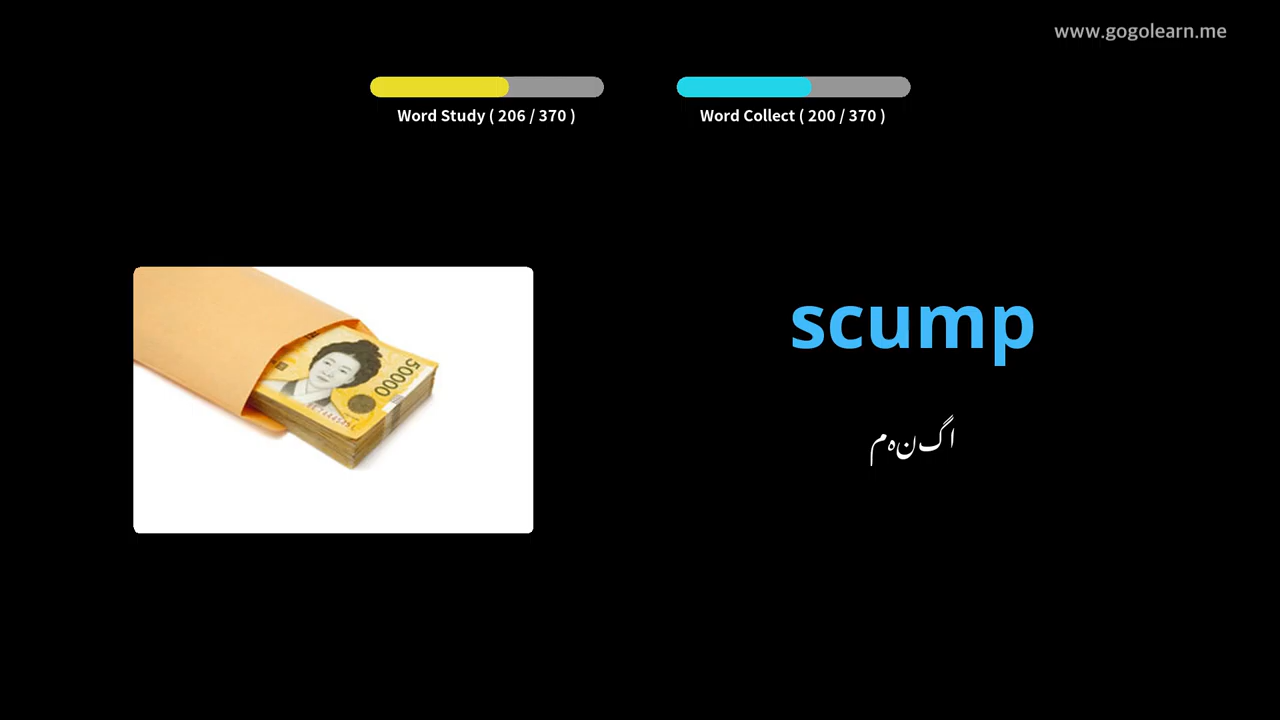 www.gogolearn.me
Word Study ( 206 / 370 )
Word Collect ( 200 / 370 )
50000
scump
اگنہم